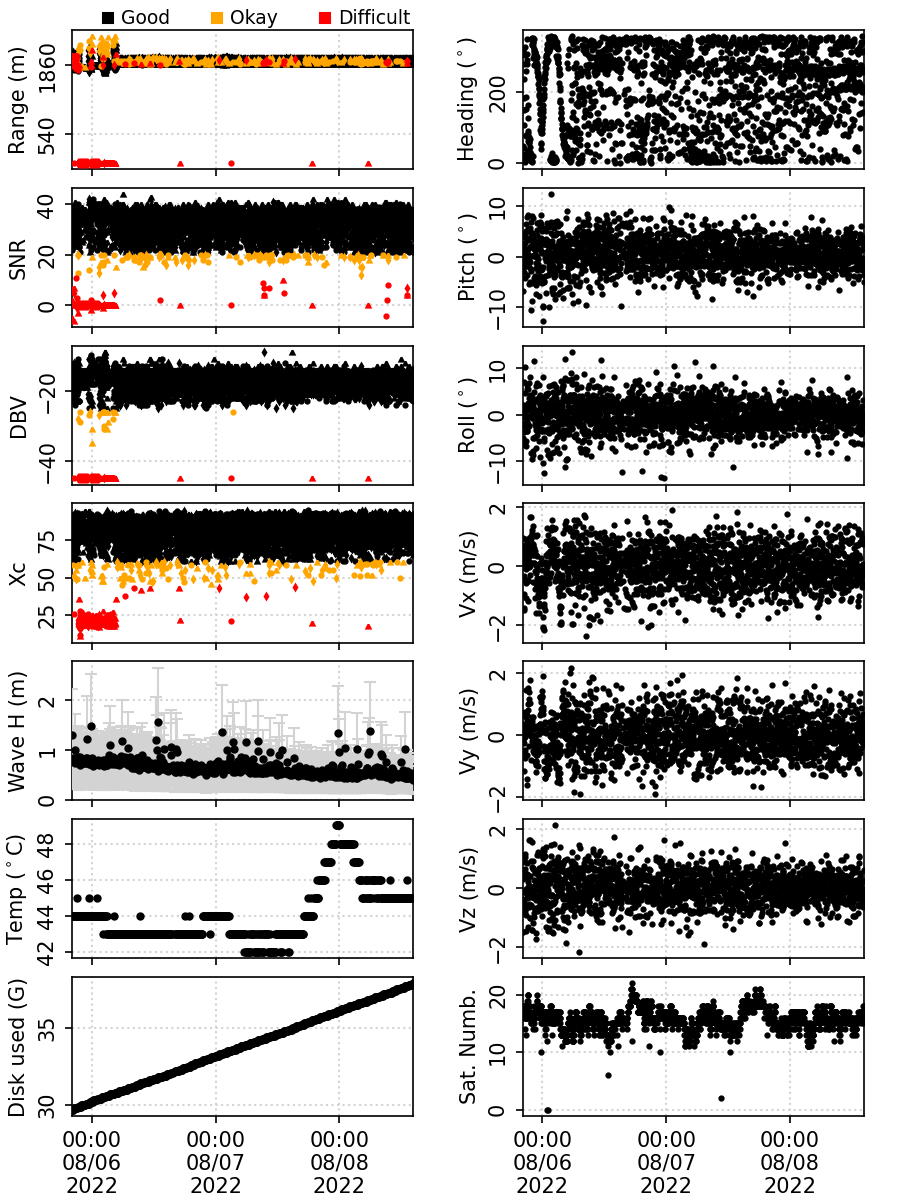 Good Okay Difficult
Range (m)
1860
540
Heading (°)
200
0
SNR
40
20
0
Pitch (°)
10
0
−10
DBV
−20
−40
Roll (°)
10
0
−10
Xc
75
50
25
Vx (m/s)
2
0
−2
Wave H (m)
2
1
0
Vy (m/s)
2
0
−2
Temp (°C)
48
46
44
42
Vz (m/s)
2
0
−2
Disk used (G)
35
30
Sat. Numb.
20
10
0
00:00 00:00 00:00
08/06 08/07 08/08
2022 2022 2022
00:00 00:00 00:00
08/06 08/07 08/08
2022 2022 2022